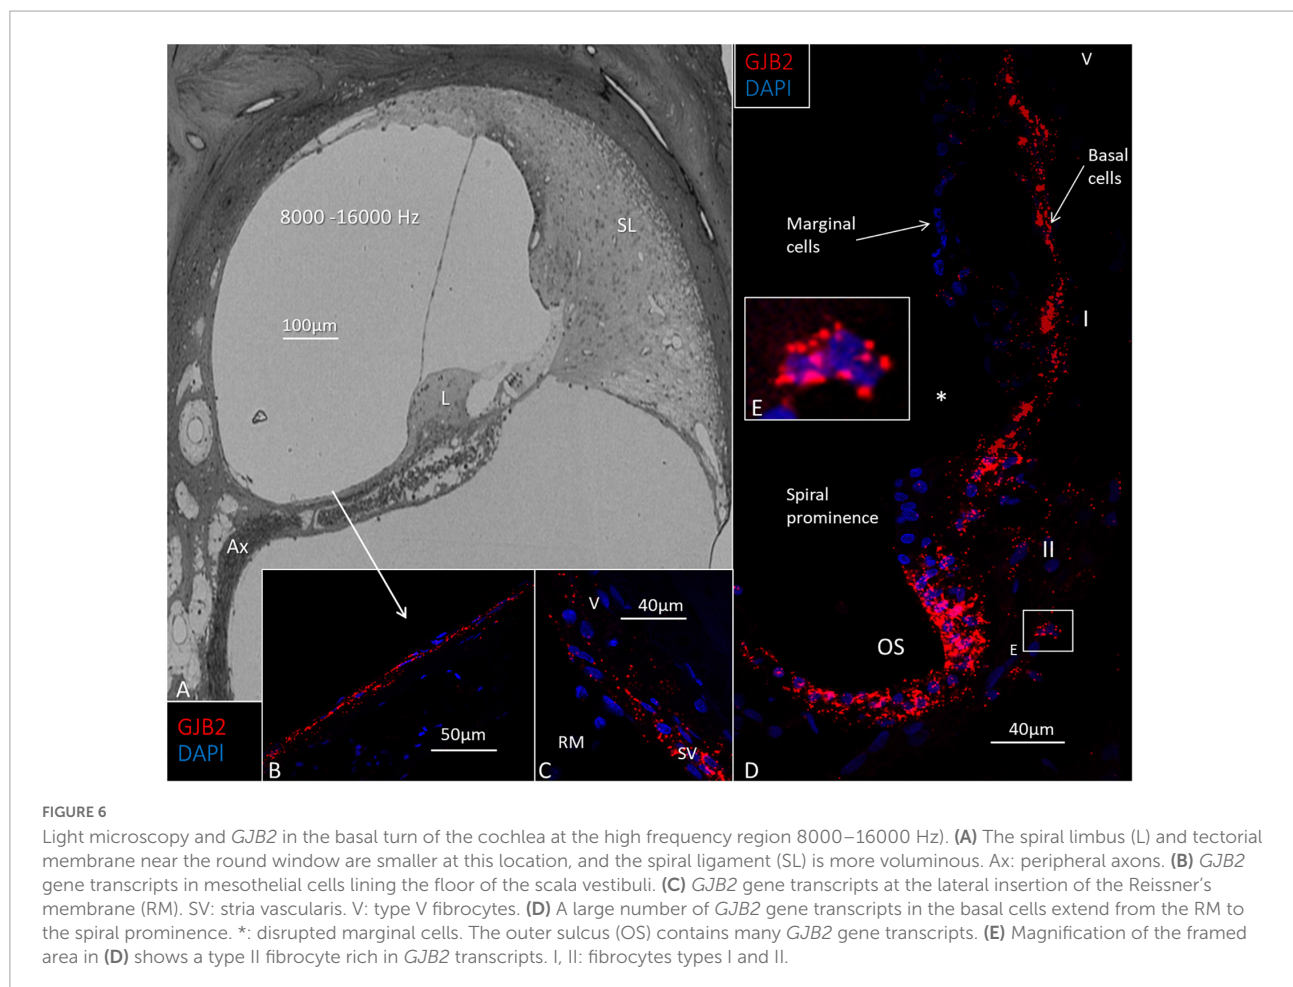 GJB2
DAPI
V
Basal
cells
8000 -16000 Hz
SL
Marginal
cells
100µm
I
L
E
*
Spiral
prominence
Ax
II
OS
E
V
40µm
A
GJB2
DAPI
50µm
B
RM
SV
C
40µm
D
FIGURE 6
Light microscopy and GJB2 in the basal turn of the cochlea at the high frequency region 8000–16000 Hz). (A) The spiral limbus (L) and tectorial
membrane near the round window are smaller at this location, and the spiral ligament (SL) is more voluminous. Ax: peripheral axons. (B) GJB2
gene transcripts in mesothelial cells lining the floor of the scala vestibuli. (C) GJB2 gene transcripts at the lateral insertion of the Reissner’s
membrane (RM). SV: stria vascularis. V: type V fibrocytes. (D) A large number of GJB2 gene transcripts in the basal cells extend from the RM to
the spiral prominence. *: disrupted marginal cells. The outer sulcus (OS) contains many GJB2 gene transcripts. (E) Magnification of the framed
area in (D) shows a type II fibrocyte rich in GJB2 transcripts. I, II: fibrocytes types I and II.